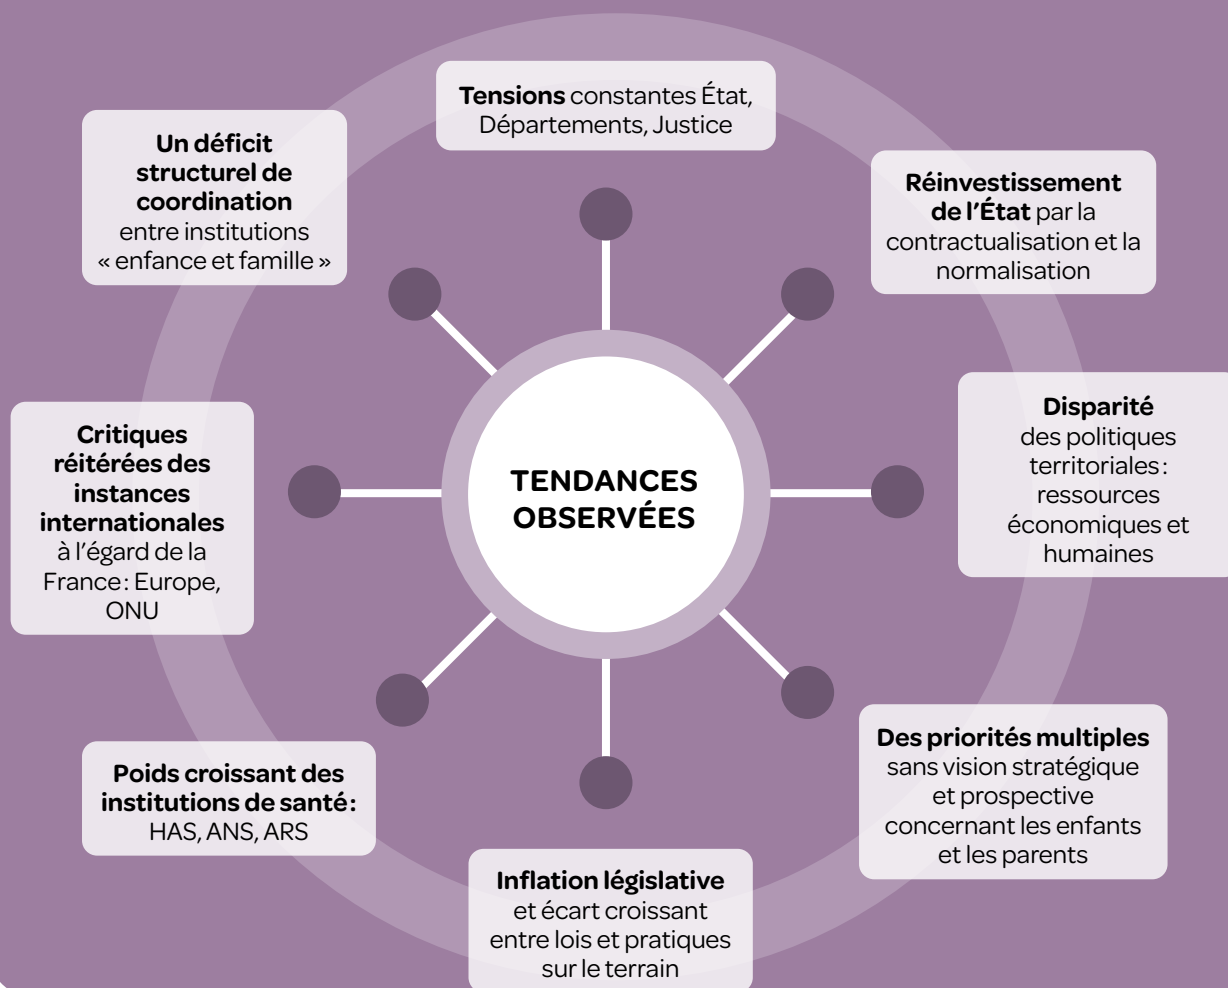 TENDANCES
OBSERVÉES
Tensions constantes État,
Départements, Justice
Réinvestissement
de l'État par la
contractualisation et la
normalisation
Disparité
des politiques
territoriales :
ressources
économiques et
humaines
Des priorités multiples
sans vision stratégique
et prospective
concernant les enfants
et les parents
Inflation législative
et écart croissant
entre lois et pratiques
sur le terrain
Poids croissant des
institutions de santé :
HAS, ANS, ARS
Critiques
réitérées des
instances
internationales
à l'égard de la
France : Europe,
ONU
Un déficit
structurel de
coordination
entre institutions
« enfance et famille »